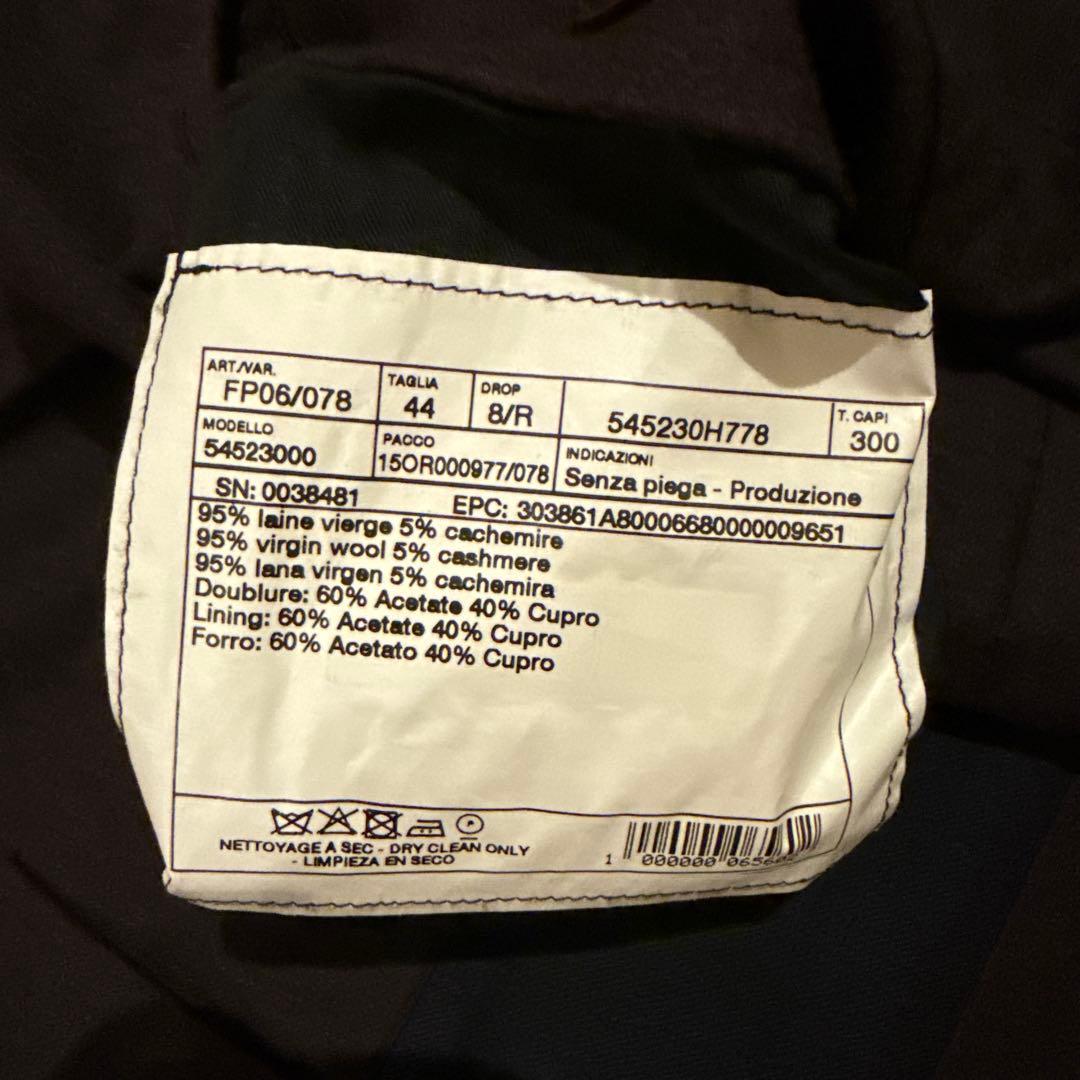 ART./VAR. TAGLIA DROP T. CAPI
FP06/078 44 8/R 545230H778 300
MODELLO PACCO INDICAZIONI
54523000 15OR000977/078 Senza piega - Produzione
SN: 0038481 EPC: 303861A80006680000009651
95% laine vierge 5% cachemire
95% virgin wool 5% cashmere
95% lana virgen 5% cachemira
Doublure: 60% Acetate 40% Cupro
Lining: 60% Acetate 40% Cupro
Forro: 60% Acetato 40% Cupro
P
NETTOYAGE A SEC - DRY CLEAN ONLY
- LIMPIEZA EN SECO
1 000000